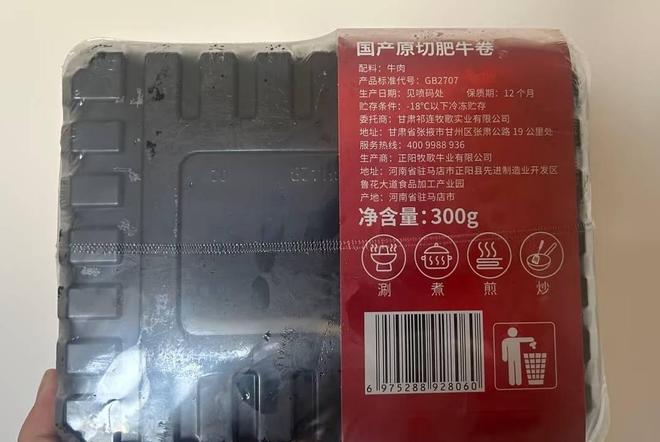 国产原切肥牛卷
配料：牛肉
产品标准代号：GB2707
生产日期：见喷码处 保质期：12个月
贮存条件：-18℃以下冷冻贮存
委托商：甘肃祁连牧歌实业有限公司
地址：甘肃省张掖市甘州区张肃公路19公里处
服务热线：400 9988 936
生产商：正阳牧歌牛业有限公司
地址：河南省驻马店市正阳县先进制造业开发区
鲁花大道食品加工产业园
产地：河南省驻马店市
净含量：300g
涮 煮 煎 炒
6 975288 928060